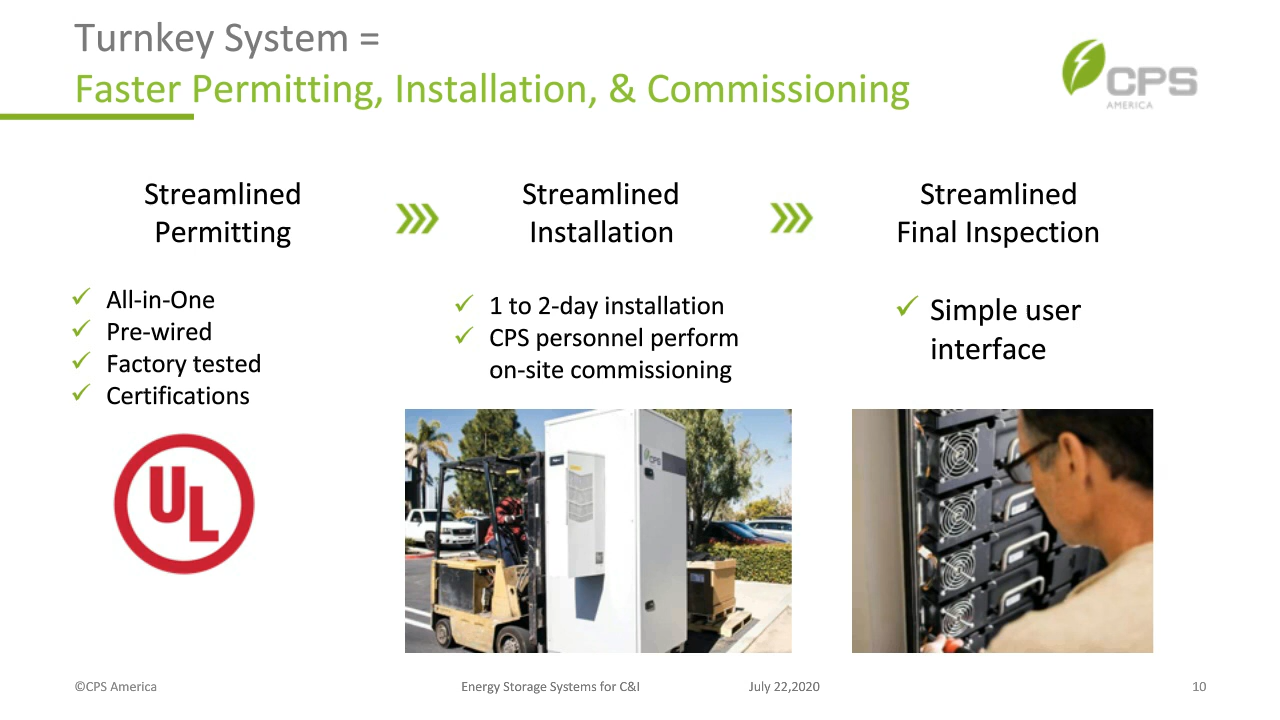 Turnkey System =
Faster Permitting, Installation, & Commissioning
CPS
AMERICA
Streamlined
Permitting
Streamlined
Installation
Streamlined
Final Inspection
All-in-One
Pre-wired
Factory tested
Certifications
1 to 2-day installation
CPS personnel perform
on-site commissioning
Simple user
interface
UL
CPS
©CPS America
Energy Storage Systems for C&I
July 22,2020
10